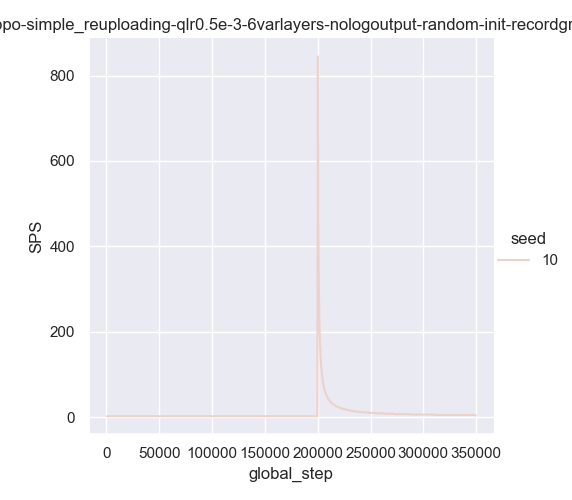 ppo-simple_reuploading-qlr0.5e-3-6varlayers-nologoutput-random-init-recordgr
800
600
400
200
0
SPS
seed
10
0 50000 100000 150000 200000 250000 300000 350000
global_step